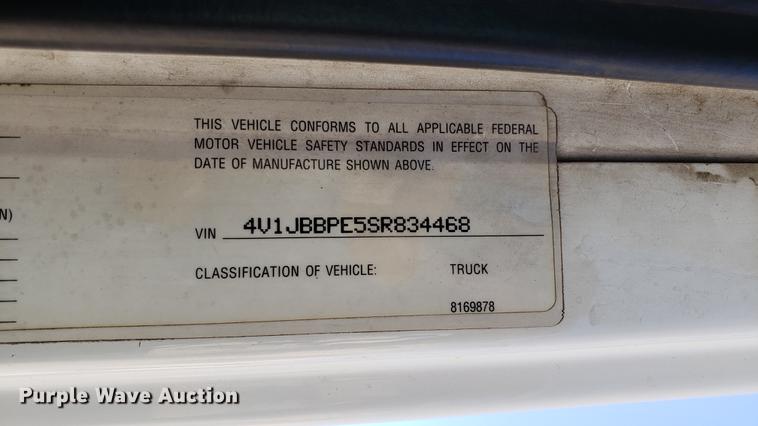 THIS VEHICLE CONFORMS TO ALL APPLICABLE FEDERAL
MOTOR VEHICLE SAFETY STANDARDS IN EFFECT ON THE
DATE OF MANUFACTURE SHOWN ABOVE.
N)
VIN 4V1JBBPE5SR834468
CLASSIFICATION OF VEHICLE: TRUCK
8169878
Purple Wave Auction